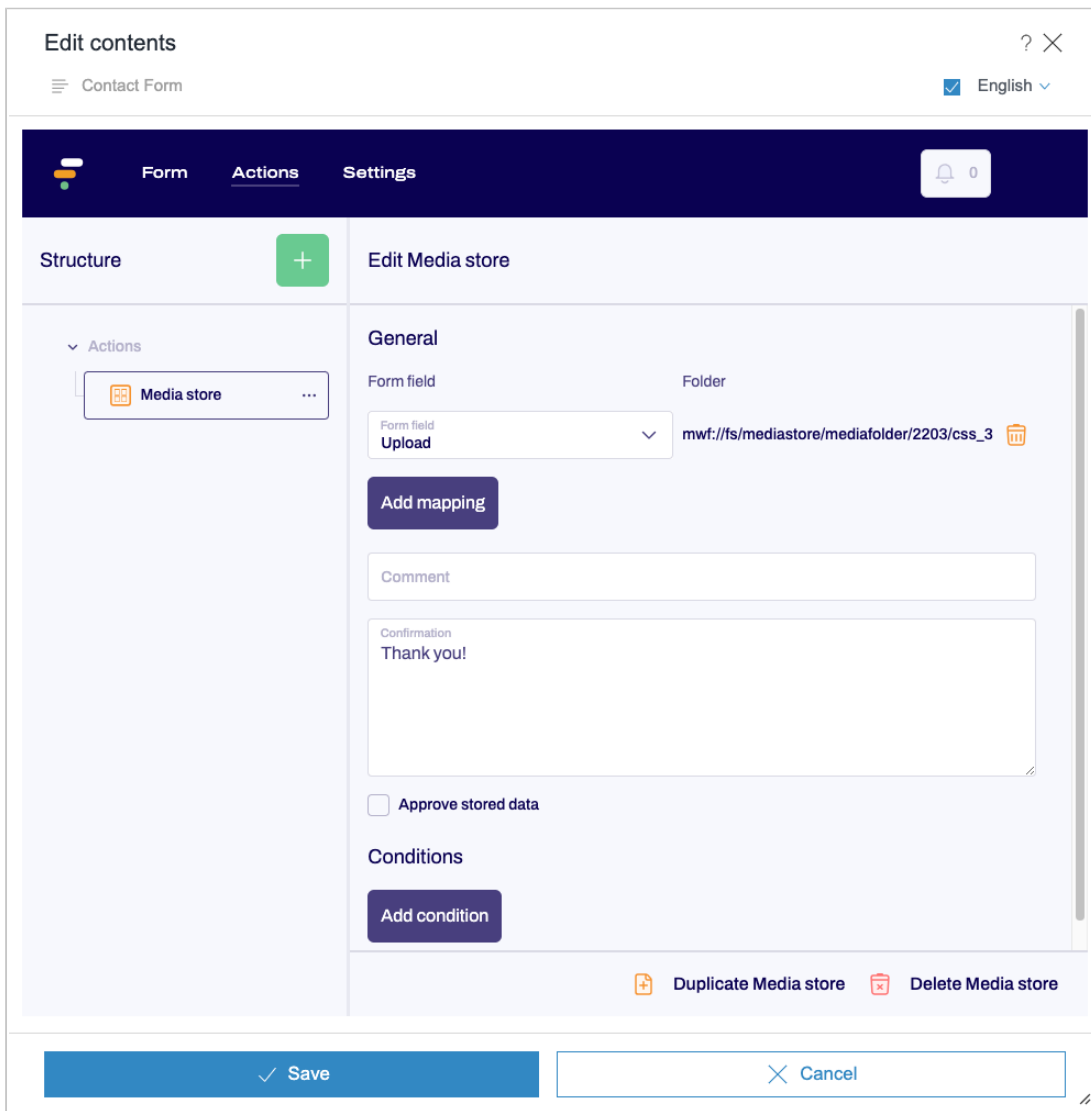 Edit contents
?
Contact Form
English
Form Actions Settings
0
Structure
Edit Media store
Actions
Media store
...
General
Form field Folder
Form field
Upload
mwf://fs/mediastore/mediafolder/2203/css_3
Add mapping
Comment
Confirmation
Thank you!
Approve stored data
Conditions
Add condition
Duplicate Media store Delete Media store
Save Cancel